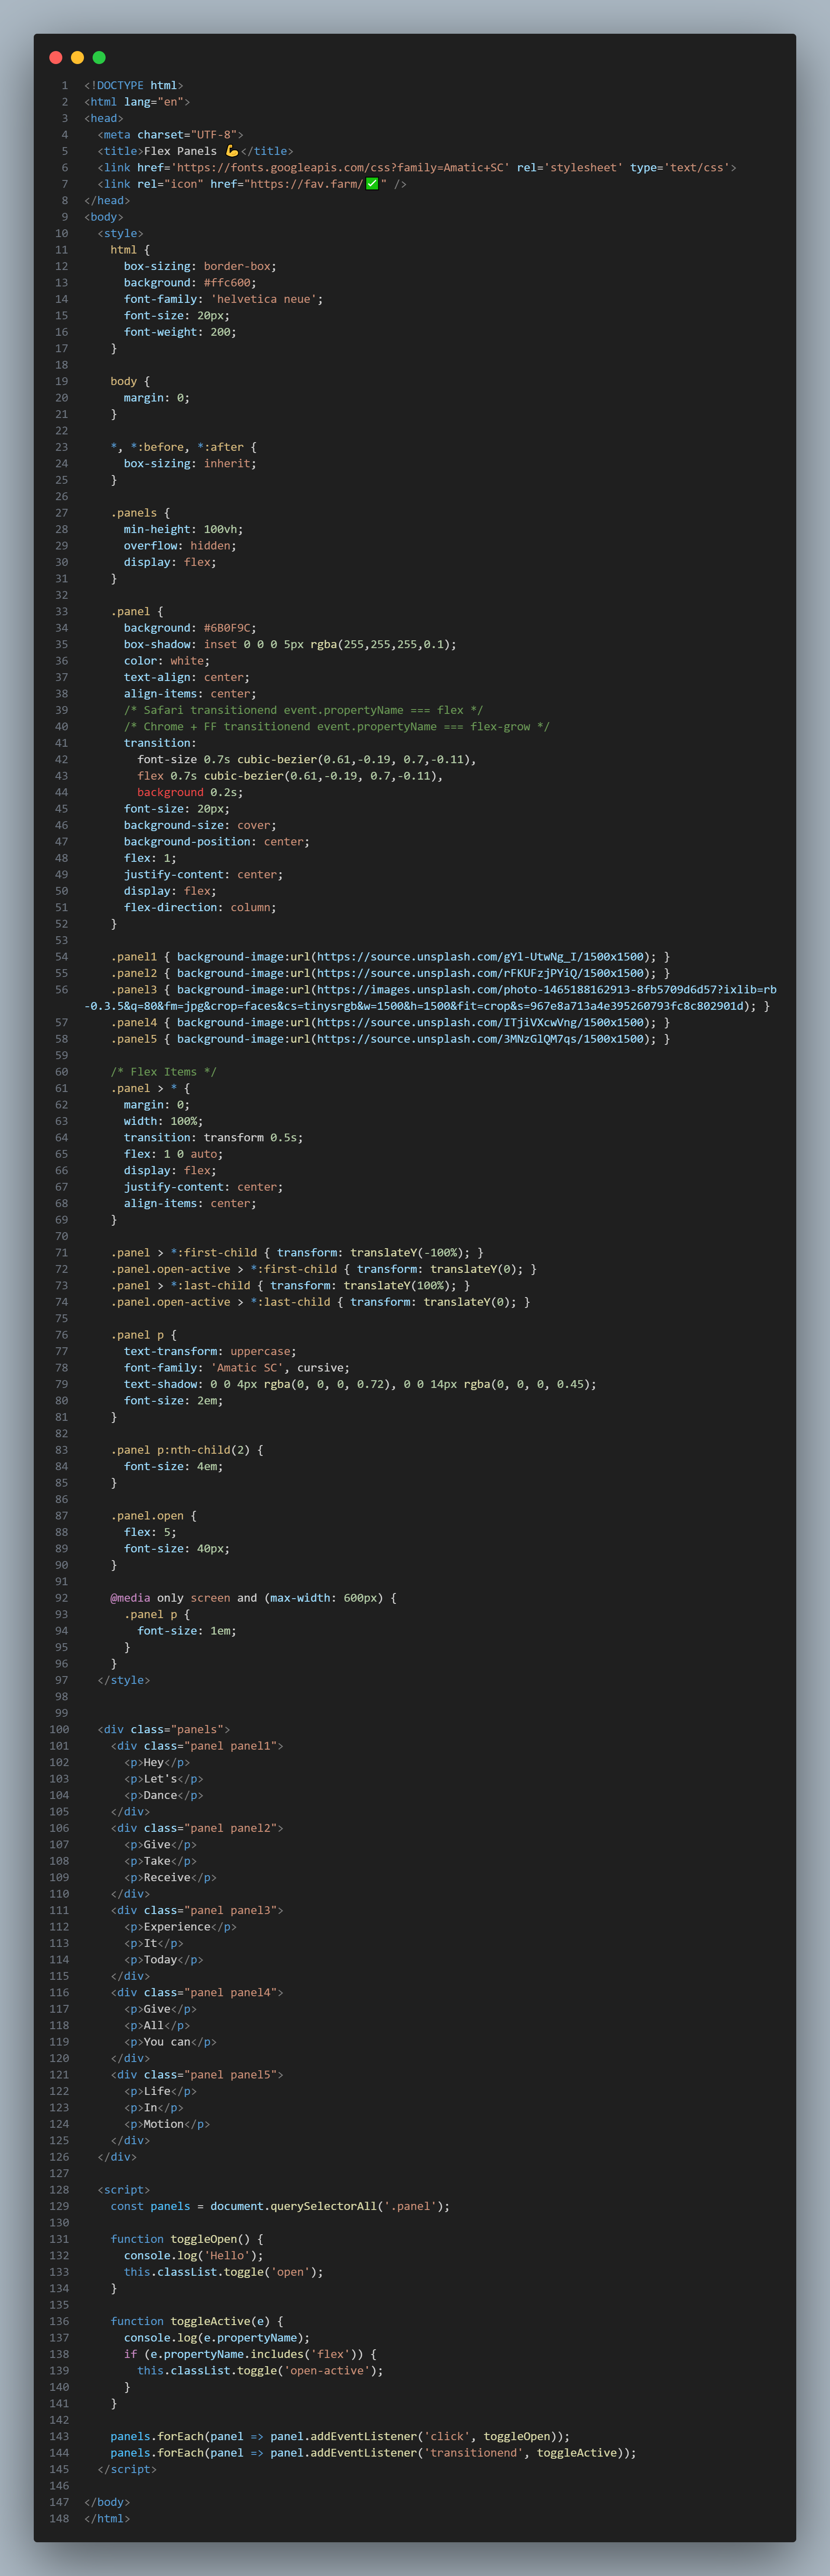 1 <!DOCTYPE html>
2 <html lang="en">
3 <head>
4   <meta charset="UTF-8">
5   <title>Flex Panels 💪</title>
6   <link href='https://fonts.googleapis.com/css?family=Amatic+SC' rel='stylesheet' type='text/css'>
7   <link rel="icon" href="https://fav.farm/✅" />
8 </head>
9 <body>
10   <style>
11     html {
12       box-sizing: border-box;
13       background: #ffc600;
14       font-family: 'helvetica neue';
15       font-size: 20px;
16       font-weight: 200;
17     }
18
19     body {
20       margin: 0;
21     }
22
23     *, *:before, *:after {
24       box-sizing: inherit;
25     }
26
27     .panels {
28       min-height: 100vh;
29       overflow: hidden;
30       display: flex;
31     }
32
33     .panel {
34       background: #6B0F9C;
35       box-shadow: inset 0 0 0 5px rgba(255,255,255,0.1);
36       color: white;
37       text-align: center;
38       align-items: center;
39       /* Safari transitionend event.propertyName === flex */
40       /* Chrome + FF transitionend event.propertyName === flex-grow */
41       transition:
42         font-size 0.7s cubic-bezier(0.61,-0.19, 0.7,-0.11),
43         flex 0.7s cubic-bezier(0.61,-0.19, 0.7,-0.11),
44         background 0.2s;
45       font-size: 20px;
46       background-size: cover;
47       background-position: center;
48       flex: 1;
49       justify-content: center;
50       display: flex;
51       flex-direction: column;
52     }
53
54     .panel1 { background-image:url(https://source.unsplash.com/gYl-UtwNg_I/1500x1500); }
55     .panel2 { background-image:url(https://source.unsplash.com/rFKUFzjPYiQ/1500x1500); }
56     .panel3 { background-image:url(https://images.unsplash.com/photo-1465188162913-8fb5709d6d57?ixlib=rb
-0.3.5&q=80&fm=jpg&crop=faces&cs=tinysrgb&w=1500&h=1500&fit=crop&s=967e8a713a4e395260793fc8c802901d); }
57     .panel4 { background-image:url(https://source.unsplash.com/ITjiVXcwVng/1500x1500); }
58     .panel5 { background-image:url(https://source.unsplash.com/3MNzGlQM7qs/1500x1500); }
59
60     /* Flex Items */
61     .panel > * {
62       margin: 0;
63       width: 100%;
64       transition: transform 0.5s;
65       flex: 1 0 auto;
66       display: flex;
67       justify-content: center;
68       align-items: center;
69     }
70
71     .panel > *:first-child { transform: translateY(-100%); }
72     .panel.open-active > *:first-child { transform: translateY(0); }
73     .panel > *:last-child { transform: translateY(100%); }
74     .panel.open-active > *:last-child { transform: translateY(0); }
75
76     .panel p {
77       text-transform: uppercase;
78       font-family: 'Amatic SC', cursive;
79       text-shadow: 0 0 4px rgba(0, 0, 0, 0.72), 0 0 14px rgba(0, 0, 0, 0.45);
80       font-size: 2em;
81     }
82
83     .panel p:nth-child(2) {
84       font-size: 4em;
85     }
86
87     .panel.open {
88       flex: 5;
89       font-size: 40px;
90     }
91
92     @media only screen and (max-width: 600px) {
93       .panel p {
94         font-size: 1em;
95       }
96     }
97   </style>
98
99
100   <div class="panels">
101     <div class="panel panel1">
102       <p>Hey</p>
103       <p>Let's</p>
104       <p>Dance</p>
105     </div>
106     <div class="panel panel2">
107       <p>Give</p>
108       <p>Take</p>
109       <p>Receive</p>
110     </div>
111     <div class="panel panel3">
112       <p>Experience</p>
113       <p>It</p>
114       <p>Today</p>
115     </div>
116     <div class="panel panel4">
117       <p>Give</p>
118       <p>All</p>
119       <p>You can</p>
120     </div>
121     <div class="panel panel5">
122       <p>Life</p>
123       <p>In</p>
124       <p>Motion</p>
125     </div>
126   </div>
127
128   <script>
129     const panels = document.querySelectorAll('.panel');
130
131     function toggleOpen() {
132       console.log('Hello');
133       this.classList.toggle('open');
134     }
135
136     function toggleActive(e) {
137       console.log(e.propertyName);
138       if (e.propertyName.includes('flex')) {
139         this.classList.toggle('open-active');
140       }
141     }
142
143     panels.forEach(panel => panel.addEventListener('click', toggleOpen));
144     panels.forEach(panel => panel.addEventListener('transitionend', toggleActive));
145   </script>
146
147 </body>
148 </html>